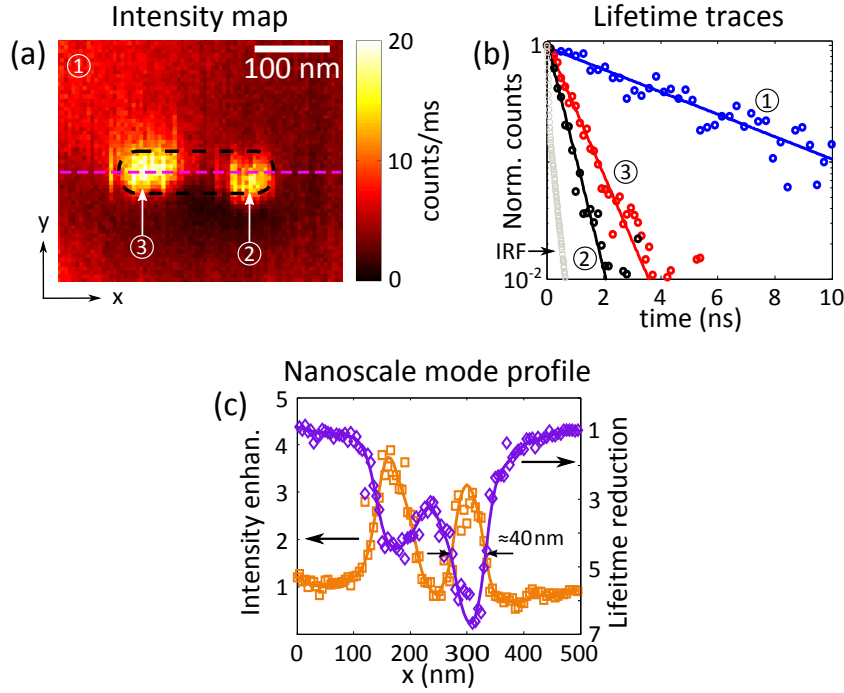 Intensity map
(a)
①
100 nm
③
②
y
x
20
10
0
counts/ms
Lifetime traces
(b)
1
Norm. counts
10⁻²
①
③
②
IRF
0 2 4 6 8 10
time (ns)
Nanoscale mode profile
(c)
5
4
3
2
1
Intensity enhan.
≈40nm
1
3
5
7
Lifeitme reduction
0 100 200 300 400 500
x (nm)